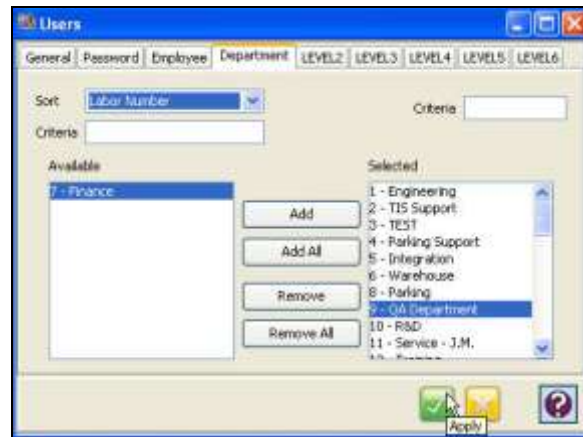 Users
General Password Employee Department LEVEL2 LEVEL3 LEVEL4 LEVEL5 LEVEL6
Sort Labor Number Criteria
Criteria
Available Selected
7 - Finance
1 - Engineering
2 - TIS Support
3 - TEST
4 - Parking Support
5 - Integration
6 - Warehouse
8 - Parking
9 - QA Department
10 - R&D
11 - Service - J.M.
Add
Add All
Remove
Remove All
Apply